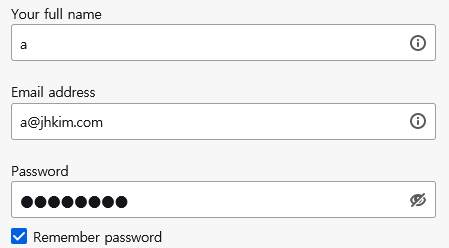 Your full name
a
Email address
a@jhkim.com
Password
●●●●●●●●
Remember password